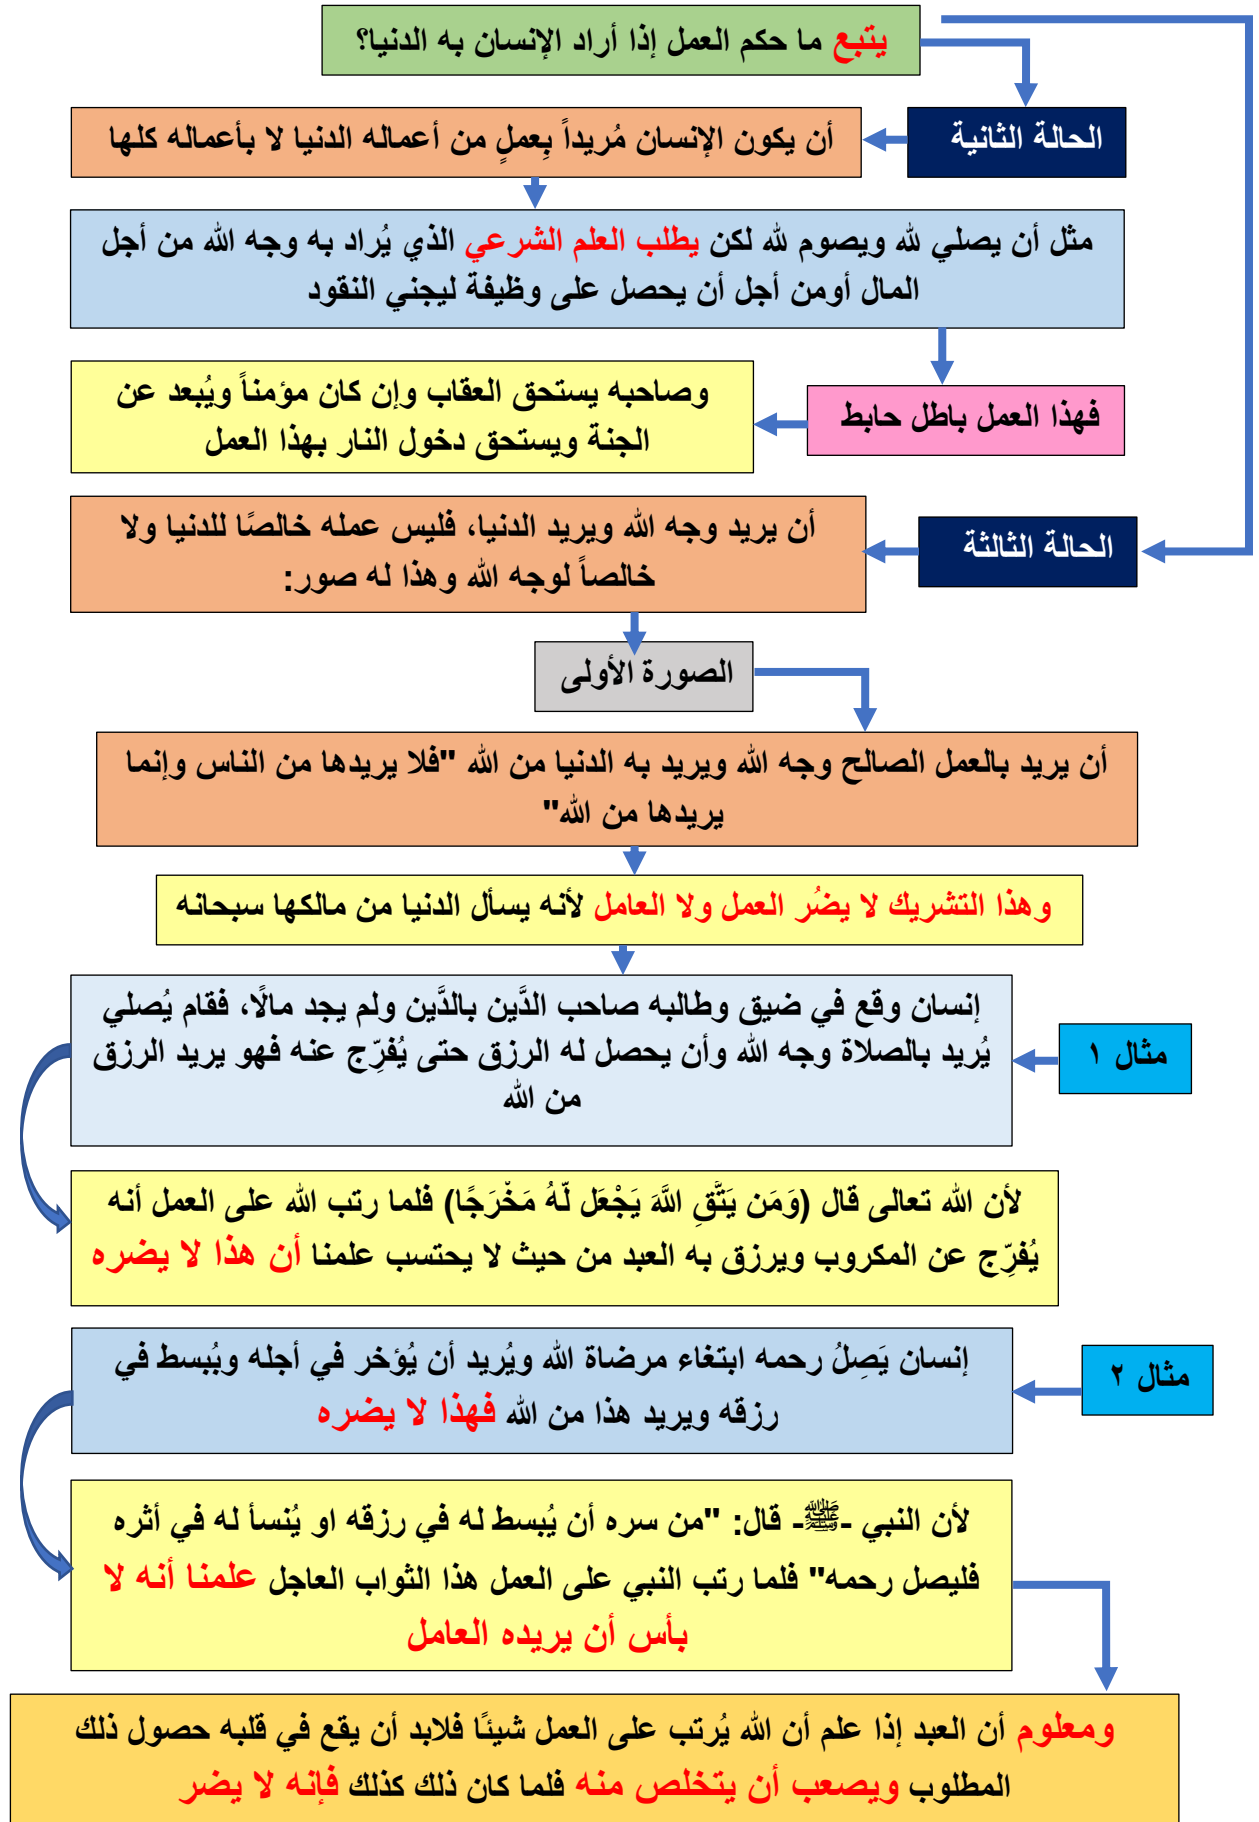 يتبع ما حكم العمل إذا أراد الإنسان به الدنيا؟
الحالة الثانية
أن يكون الإنسان مُريداً بِعملٍ من أعماله الدنيا لا بأعماله كلها
مثل أن يصلي لله ويصوم لله لكن يطلب العلم الشرعي الذي يُراد به وجه الله من أجل
المال أومن أجل أن يحصل على وظيفة ليجني النقود
فهذا العمل باطل حابط
وصاحبه يستحق العقاب وإن كان مؤمناً ويُبعد عن
الجنة ويستحق دخول النار بهذا العمل
الحالة الثالثة
أن يريد وجه الله ويريد الدنيا، فليس عمله خالصًا للدنيا ولا
خالصاً لوجه الله وهذا له صور:
الصورة الأولى
أن يريد بالعمل الصالح وجه الله ويريد به الدنيا من الله "فلا يريدها من الناس وإنما
يريدها من الله"
وهذا التشريك لا يضُر العمل ولا العامل لأنه يسأل الدنيا من مالكها سبحانه
مثال ١
إنسان وقع في ضيق وطالبه صاحب الدَّين بالدَّين ولم يجد مالًا، فقام يُصلي
يُريد بالصلاة وجه الله وأن يحصل له الرزق حتى يُفرِّج عنه فهو يريد الرزق
من الله
لأن الله تعالى قال (وَمَن يَتَّقِ اللَّهَ يَجْعَل لَّهُ مَخْرَجًا) فلما رتب الله على العمل أنه
يُفرِّج عن المكروب ويرزق به العبد من حيث لا يحتسب علمنا أن هذا لا يضره
مثال ٢
إنسان يَصِلُ رحمه ابتغاء مرضاة الله ويُريد أن يُؤخر في أجله ويُبسط في
رزقه ويريد هذا من الله فهذا لا يضره
لأن النبي -ﷺ- قال: "من سره أن يُبسط له في رزقه او يُنسأ له في أثره
فليصل رحمه" فلما رتب النبي على العمل هذا الثواب العاجل علمنا أنه لا
بأس أن يريده العامل
ومعلوم أن العبد إذا علم أن الله يُرتب على العمل شيئًا فلابد أن يقع في قلبه حصول ذلك
المطلوب ويصعب أن يتخلص منه فلما كان ذلك كذلك فإنه لا يضر